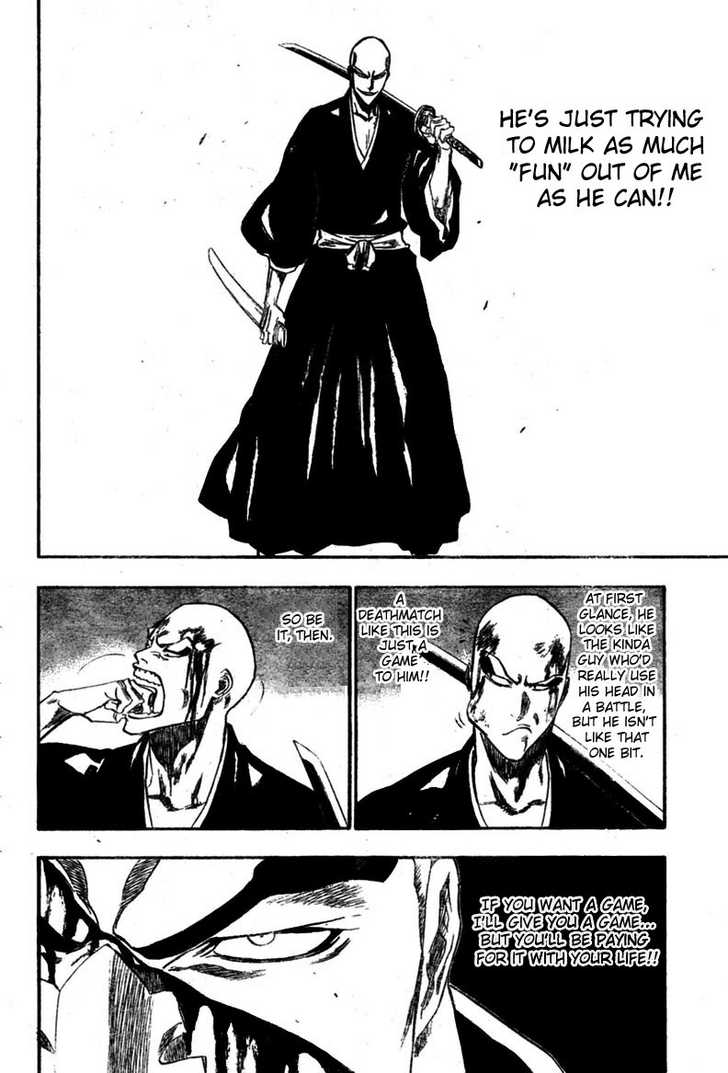 HE'S JUST TRYING
TO MILK AS MUCH
"FUN" OUT OF ME
AS HE CAN!!
AT FIRST
GLANCE, HE
LOOKS LIKE
THE KINDA
GUY WHO'D
REALLY USE
HIS HEAD IN
A BATTLE,
BUT HE ISN'T
LIKE THAT
ONE BIT.
A
DEATHMATCH
LIKE THIS IS
JUST A
GAME
TO HIM!!
SO BE
IT, THEN.
IF YOU WANT A GAME,
I'LL GIVE YOU A GAME...
BUT YOU'LL BE PAYING
FOR IT WITH YOUR LIFE!!